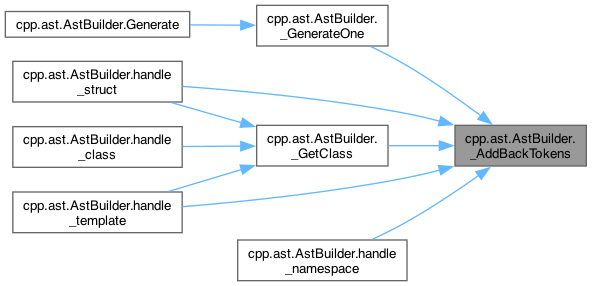 cpp.ast.AstBuilder.Generate
cpp.ast.AstBuilder.
_GenerateOne
cpp.ast.AstBuilder.handle
_struct
cpp.ast.AstBuilder.handle
_class
cpp.ast.AstBuilder.
_GetClass
cpp.ast.AstBuilder.
_AddBackTokens
cpp.ast.AstBuilder.handle
_template
cpp.ast.AstBuilder.handle
_namespace